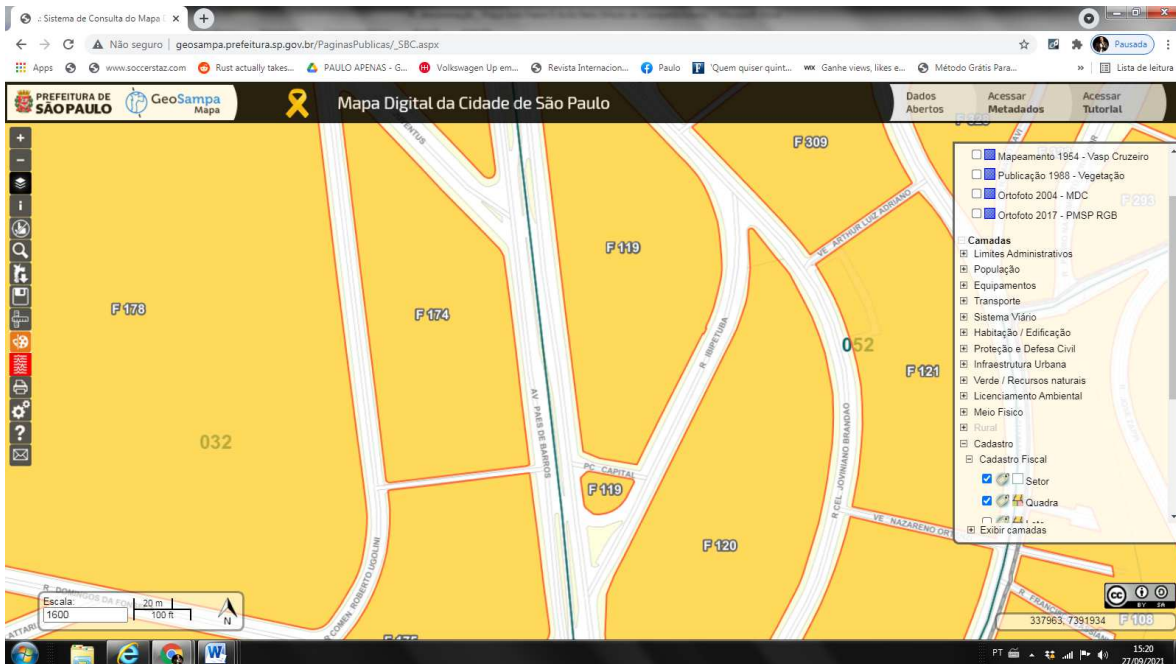 .: Sistema de Consulta do Mapa
Não seguro | geosampa.prefeitura.sp.gov.br/PaginasPublicas/_SBC.aspx
Pausada
Apps
www.soccerstaz.com
Rust actually takes...
PAULO APENAS - G...
Volkswagen Up em...
Revista Internacion...
Paulo
"Quem quiser quint...
Ganhe views, likes e...
Método Grátis Para...
»
Lista de leitura
PREFEITURA DE
SÃO PAULO
GeoSampa
Mapa
Mapa Digital da Cidade de São Paulo
Dados
Abertos
Acessar
Metadados
Acessar
Tutorial
Mapeamento 1954 - Vasp Cruzeiro
Publicação 1988 - Vegetação
Ortofoto 2004 - MDC
Ortofoto 2017 - PMSP RGB
Camadas
Limites Administrativos
População
Equipamentos
Transporte
Sistema Viário
Habitação / Edificação
Proteção e Defesa Civil
Infraestrutura Urbana
Verde / Recursos naturais
Licenciamento Ambiental
Meio Fisico
Rural
Cadastro
Cadastro Fiscal
Setor
Quadra
Exibir camadas
F 309
F 293
VE ARTHUR LUIZ ADRIANO
F 119
F 178
F 174
R IBIPETUBA
052
F 121
AV PAES DE BARROS
032
R CEL JOVINIANO BRANDAO
PC CAPITAL
F 119
VE NAZARENO ORT
F 120
R COMEN ROBERTO UGOLINI
R DOMINGOS DA FON
Escala:
1600
20 m
100 ft
N
BY SA
337963, 7391934
F 108
PT
15:20
27/09/2021